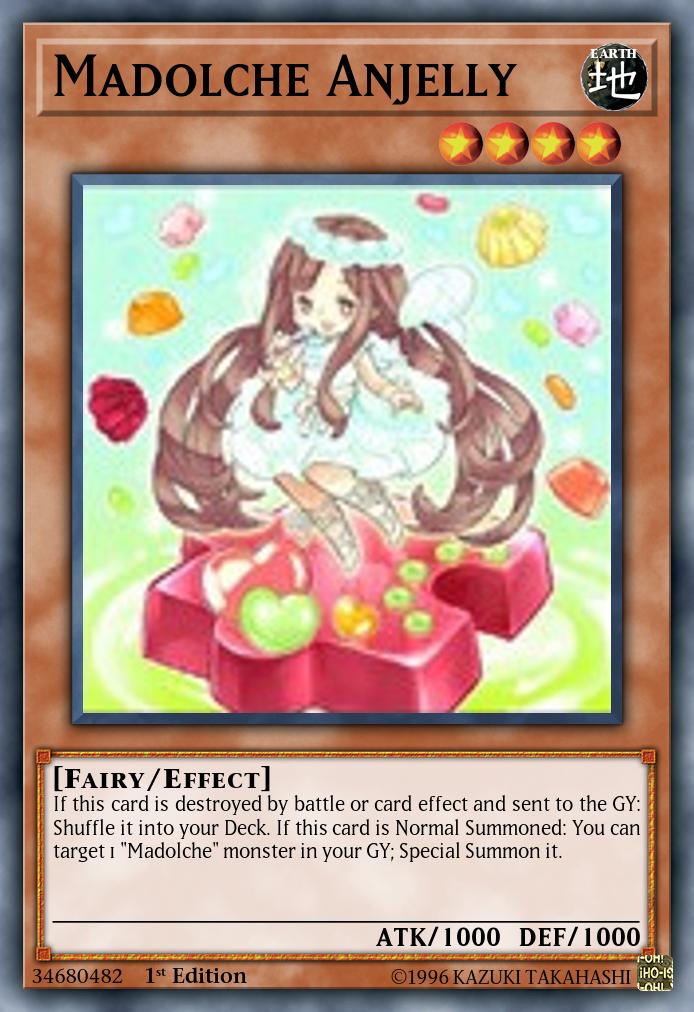 MADOLCHE ANJELLY
EARTH
地
[FAIRY/EFFECT]
If this card is destroyed by battle or card effect and sent to the GY:
Shuffle it into your Deck. If this card is Normal Summoned: You can
target 1 "Madolche" monster in your GY; Special Summon it.
ATK/1000 DEF/1000
34680482 1st Edition ©1996 KAZUKI TAKAHASHI